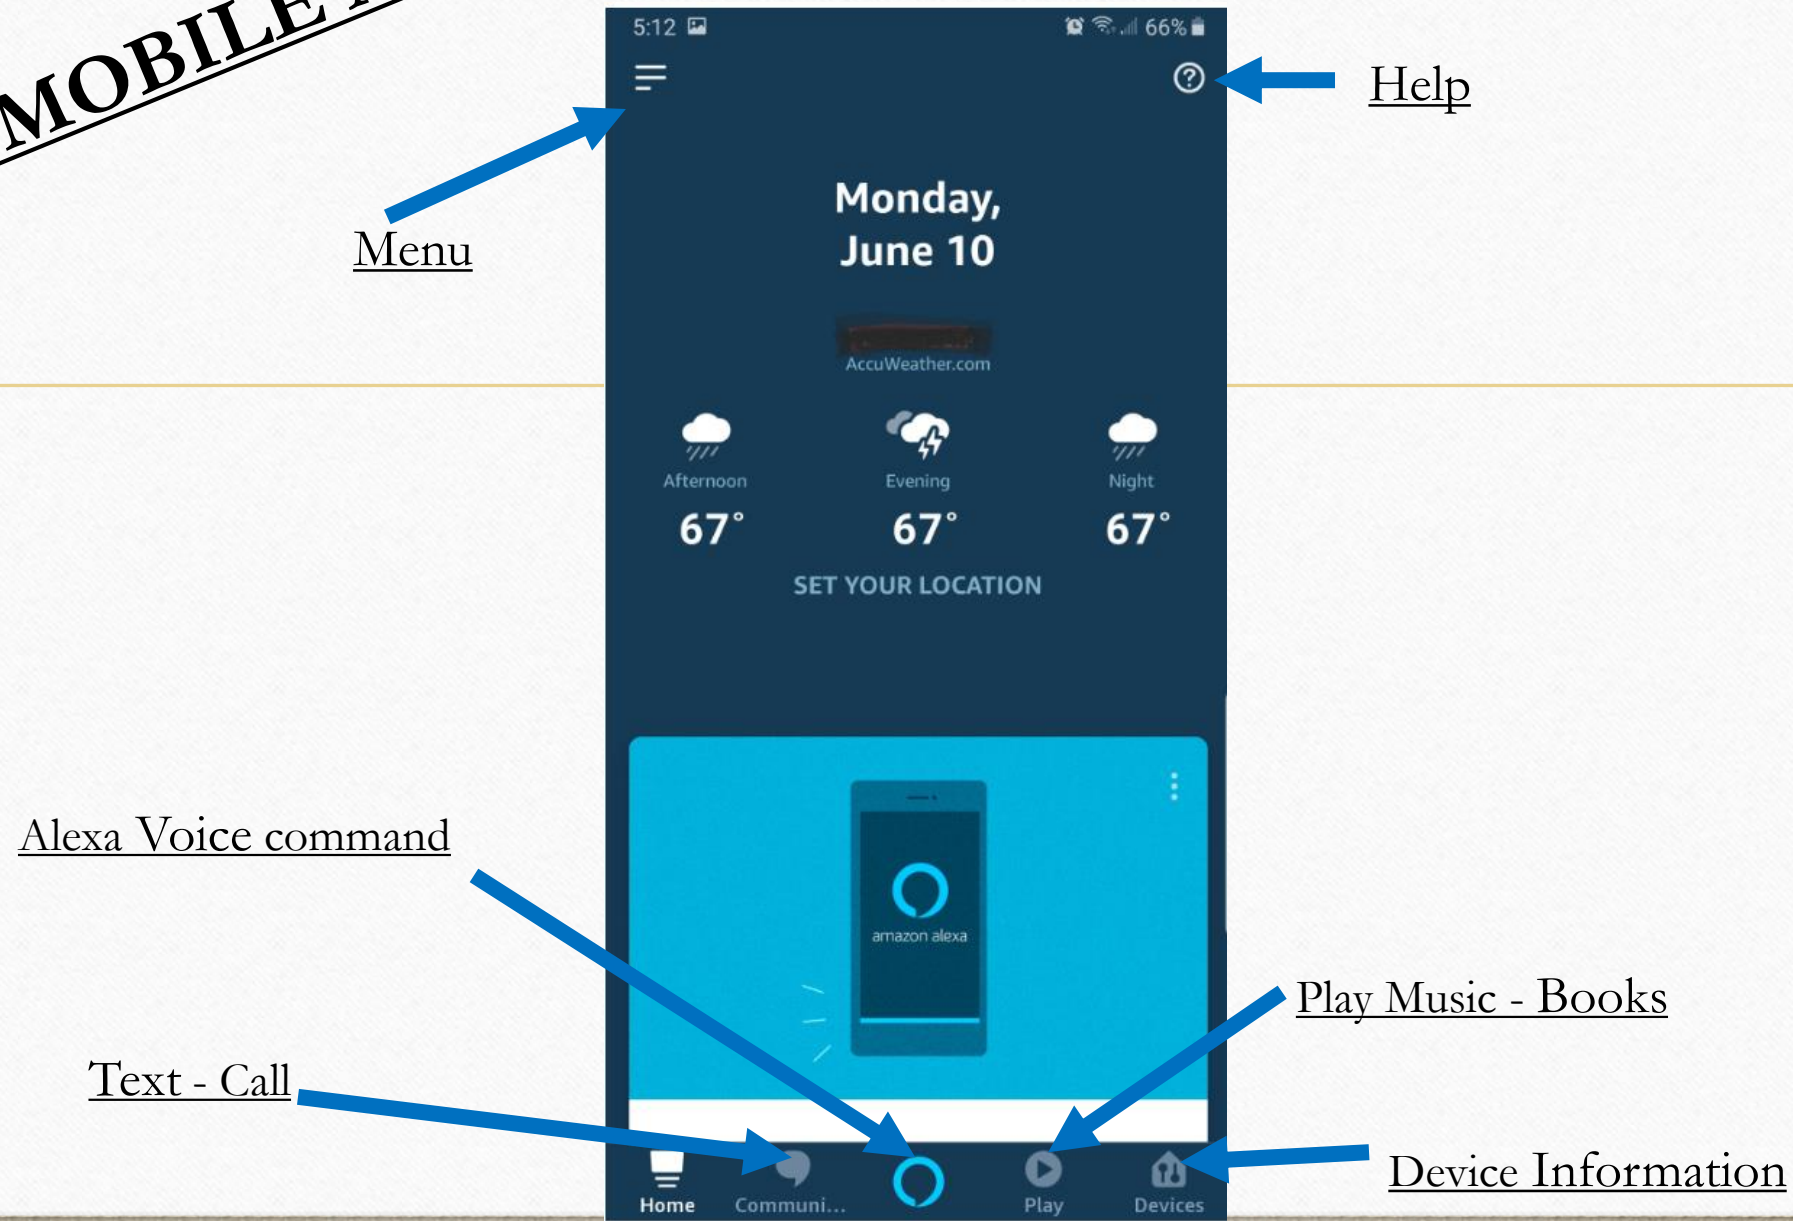 MOBILE
5:12
66%
Help
Menu
Monday,
June 10
AccuWeather.com
Afternoon
Evening
Night
67°
67°
67°
SET YOUR LOCATION
Alexa Voice command
amazon alexa
Play Music - Books
Text - Call
Device Information
Home
Communi...
Play
Devices